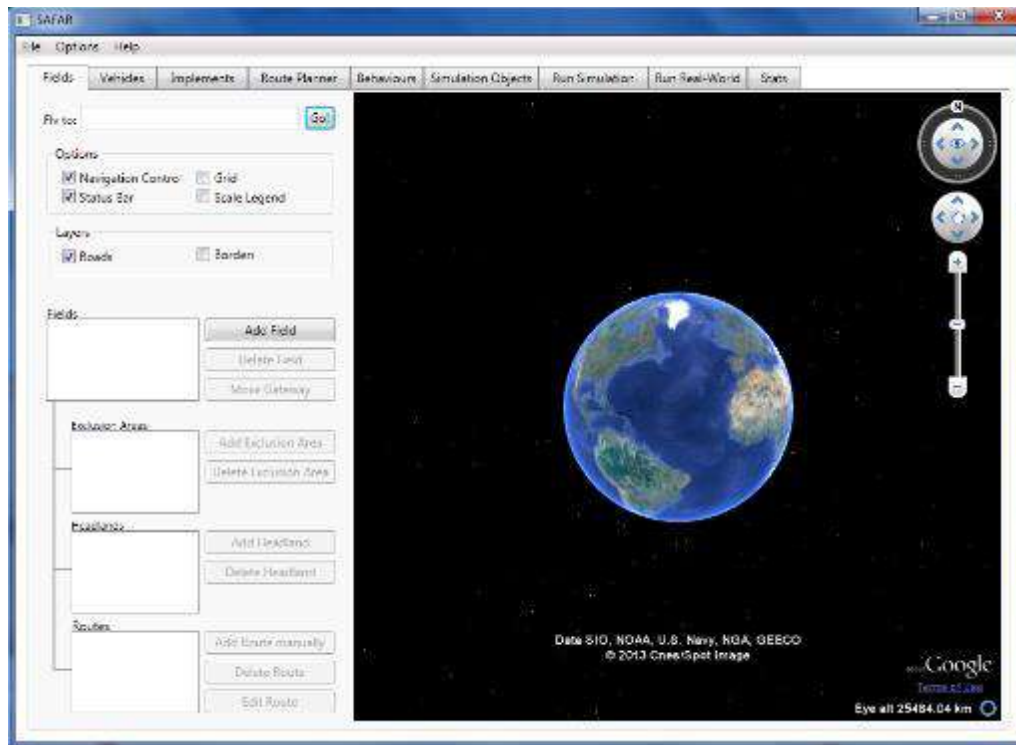 SAFAR
File Options Help
Fields Vehicles Implements Route Planner Behaviours Simulation Objects Run Simulation Run Real-World Stats
Fly to: Go!
Options
Navigation Control Grid
Status Bar Scale Legend
Layers
Roads Borders
Fields
Add Field
Delete Field
Move Gateway
Exclusion Areas
Add Exclusion Area
Delete Exclusion Area
Headlands
Add Headland
Delete Headland
Routes
Add Route manually
Delete Route
Edit Route
N
Data SIO, NOAA, U.S. Navy, NGA, GEBCO
© 2013 Cnes/Spot Image
Google
Terms of Use
Eye alt 25484.04 km